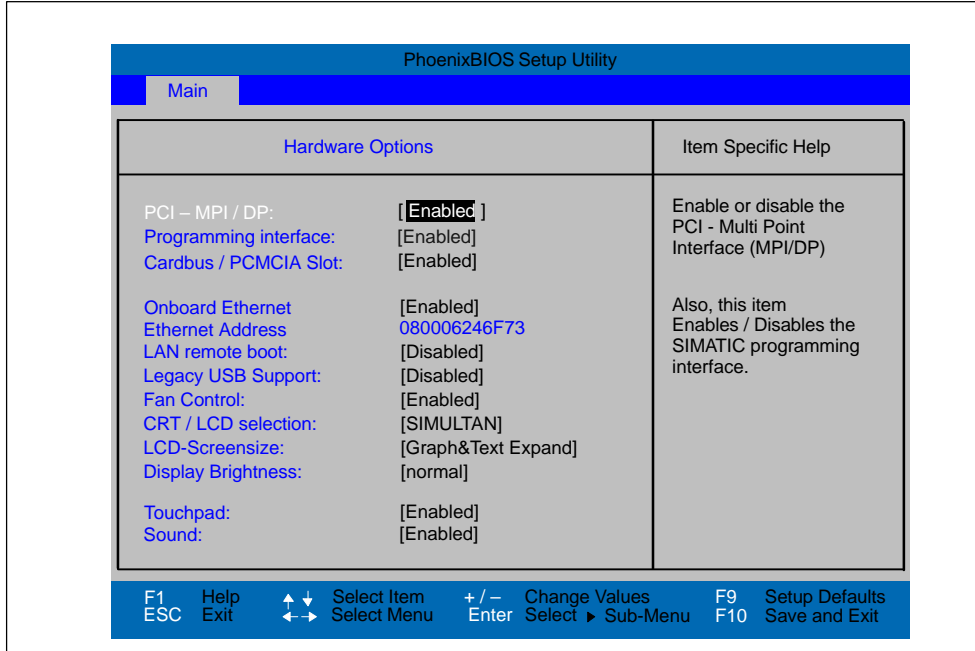 PhoenixBIOS Setup Utility
Main
Hardware Options
Item Specific Help
PCI – MPI / DP: [ Enabled ]
Programming interface: [Enabled]
Cardbus / PCMCIA Slot: [Enabled]
Onboard Ethernet [Enabled]
Ethernet Address 080006246F73
LAN remote boot: [Disabled]
Legacy USB Support: [Disabled]
Fan Control: [Enabled]
CRT / LCD selection: [SIMULTAN]
LCD-Screensize: [Graph&Text Expand]
Display Brightness: [normal]
Touchpad: [Enabled]
Sound: [Enabled]
Enable or disable the
PCI - Multi Point
Interface (MPI/DP)
Also, this item
Enables / Disables the
SIMATIC programming
interface.
F1 Help Select Item + / – Change Values F9 Setup Defaults
ESC Exit Select Menu Enter Select Sub-Menu F10 Save and Exit